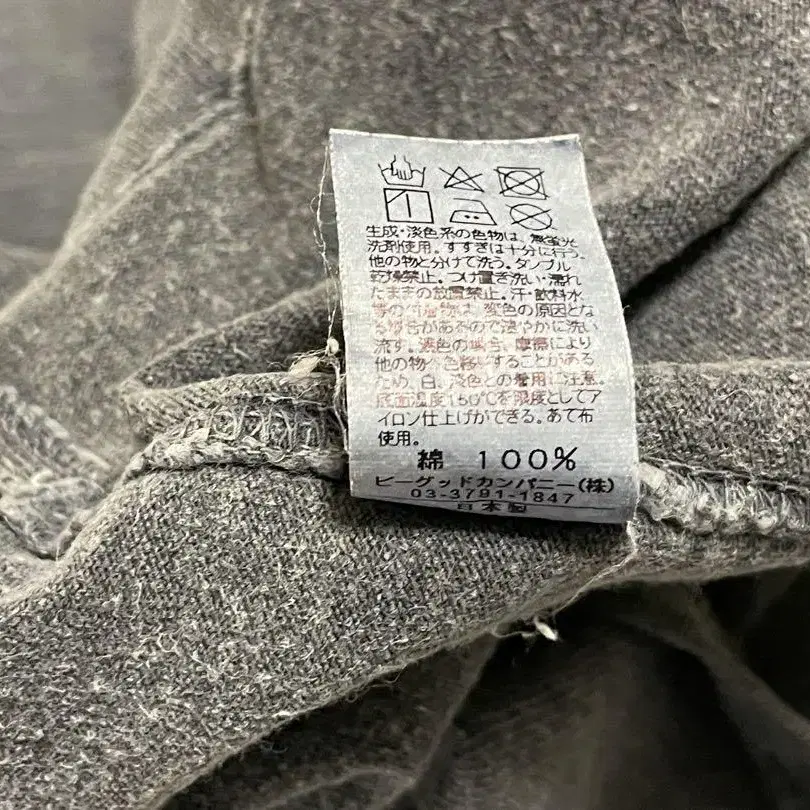 生成・淡色系の色物は、無蛍光
洗剤使用。すすぎは十分に行う。
他の物と分けて洗う。タンブル
乾燥禁止。つけ置き洗い・濡れ
たままの放置禁止。汗・飲料水
等の付着物は、変色の原因とな
る場合があるので速やかに洗い
流す。濃色の場合、摩擦により
他の物へ色移りすることがある
ため、白、淡色との着用に注意。
底面温度150℃を限度としてア
イロン仕上げができる。あて布
使用。
綿 100%
ビーグッドカンパニー(株)
03-3791-1847
日本製